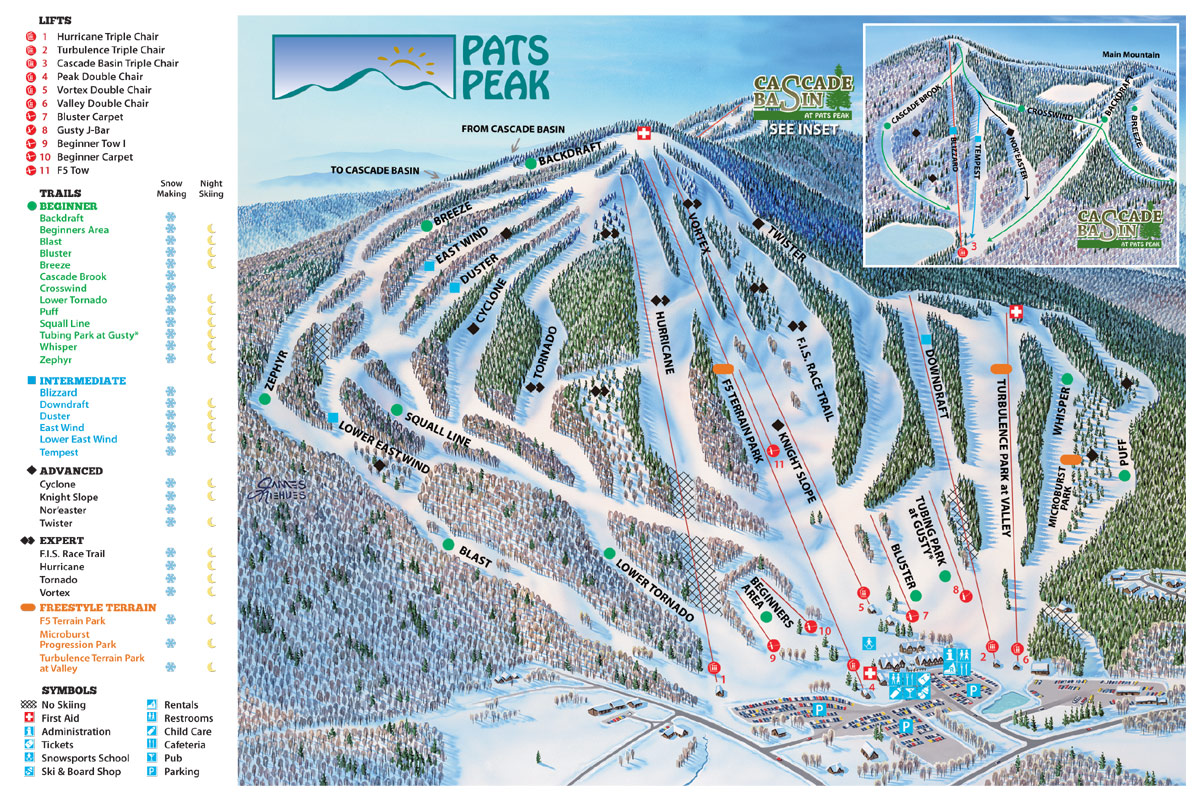 LIFTS
1 Hurricane Triple Chair
2 Turbulence Triple Chair
3 Cascade Basin Triple Chair
4 Peak Double Chair
5 Vortex Double Chair
6 Valley Double Chair
7 Bluster Carpet
8 Gusty J-Bar
9 Beginner Tow I
10 Beginner Carpet
11 F5 Tow
Snow Making
Night Skiing
TRAILS
BEGINNER
Backdraft
Beginners Area
Blast
Bluster
Breeze
Cascade Brook
Crosswind
Lower Tornado
Puff
Squall Line
Tubing Park at Gusty*
Whisper
Zephyr
INTERMEDIATE
Blizzard
Downdraft
Duster
East Wind
Lower East Wind
Tempest
ADVANCED
Cyclone
Knight Slope
Nor'easter
Twister
EXPERT
F.I.S. Race Trail
Hurricane
Tornado
Vortex
FREESTYLE TERRAIN
F5 Terrain Park
Microburst
Progression Park
Turbulence Terrain Park
at Valley
SYMBOLS
No Skiing
First Aid
Administration
Tickets
Snowsports School
Ski & Board Shop
Rentals
Restrooms
Child Care
Cafeteria
Pub
P Parking
PATS
PEAK
CASCADE
BASIN
AT PATS PEAK
SEE INSET
FROM CASCADE BASIN
TO CASCADE BASIN
BACKDRAFT
BREEZE
EAST WIND
DUSTER
CYCLONE
TORNADO
ZEPHYR
SQUALL LINE
LOWER EAST WIND
BLAST
LOWER TORNADO
HURRICANE
VORTEX
TWISTER
F.I.S. RACE TRAIL
F5 TERRAIN PARK
KNIGHT SLOPE
11
DOWNDRAFT
TURBULENCE PARK at VALLEY
WHISPER
PUFF
MICROBURST
PARK
TUBING PARK
at GUSTY*
BLUSTER
BEGINNERS
AREA
1
9
10
4
5
7
8
2
6
P
P
P
JAMES
NIEHUES
Main Mountain
CASCADE BROOK
CROSSWIND
BACKDRAFT
BREEZE
BLIZZARD
TEMPEST
NOR'EASTER
3
CASCADE
BASIN
AT PATS PEAK